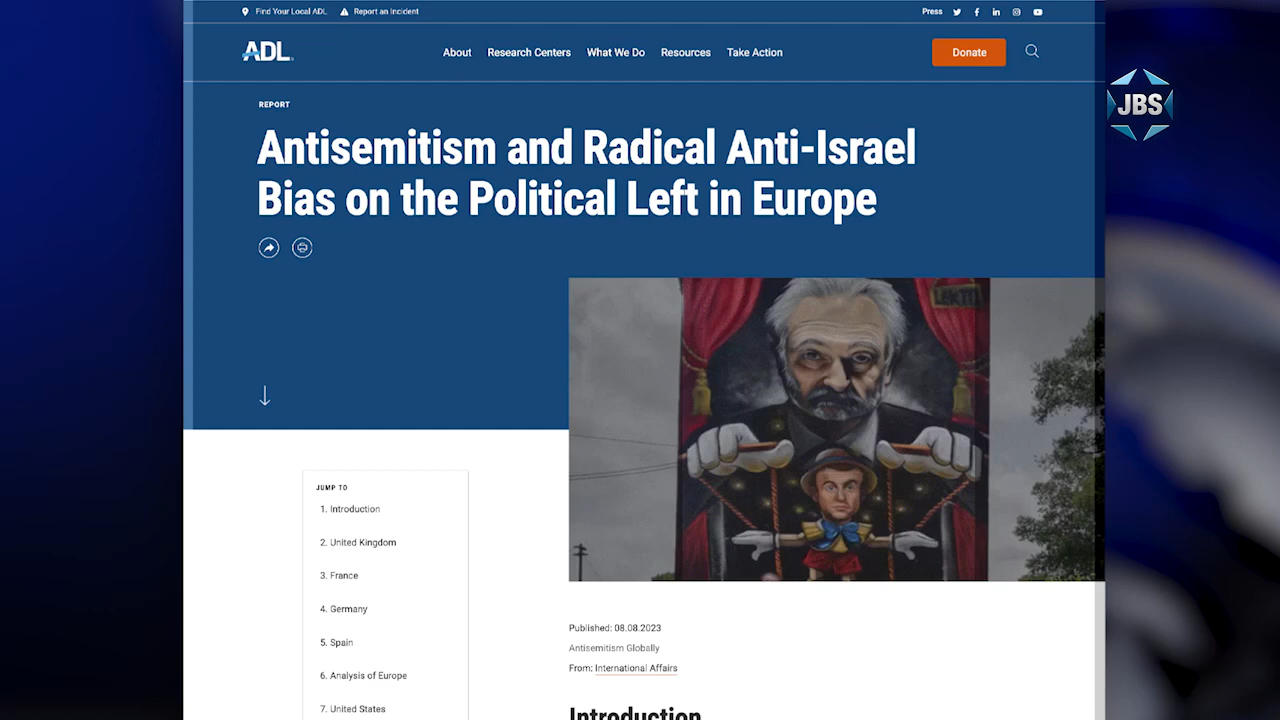 Find Your Local ADL
Report an Incident
Press
ADL
About
Research Centers
What We Do
Resources
Take Action
Donate
JBS
REPORT
Antisemitism and Radical Anti-Israel
Bias on the Political Left in Europe
LEKTO
JUMP TO
1. Introduction
2. United Kingdom
3. France
4. Germany
5. Spain
6. Analysis of Europe
7. United States
Published: 08.08.2023
Antisemitism Globally
From: International Affairs
Introduction